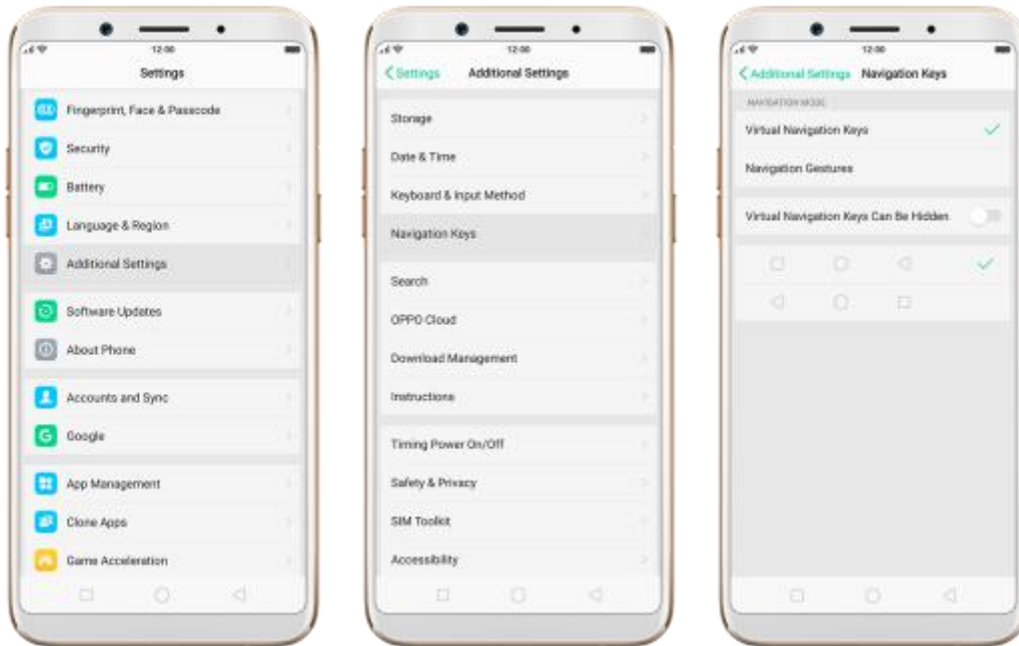 12:00
Settings
Fingerprint, Face & Passcode
Security
Battery
Language & Region
Additional Settings
Software Updates
About Phone
Accounts and Sync
Google
App Management
Clone Apps
Game Acceleration
12:00
Settings Additional Settings
Storage
Date & Time
Keyboard & Input Method
Navigation Keys
Search
OPPO Cloud
Download Management
Instructions
Timing Power On/Off
Safety & Privacy
SIM Toolkit
Accessibility
12:00
Additional Settings Navigation Keys
NAVIGATION MODE
Virtual Navigation Keys
Navigation Gestures
Virtual Navigation Keys Can Be Hidden